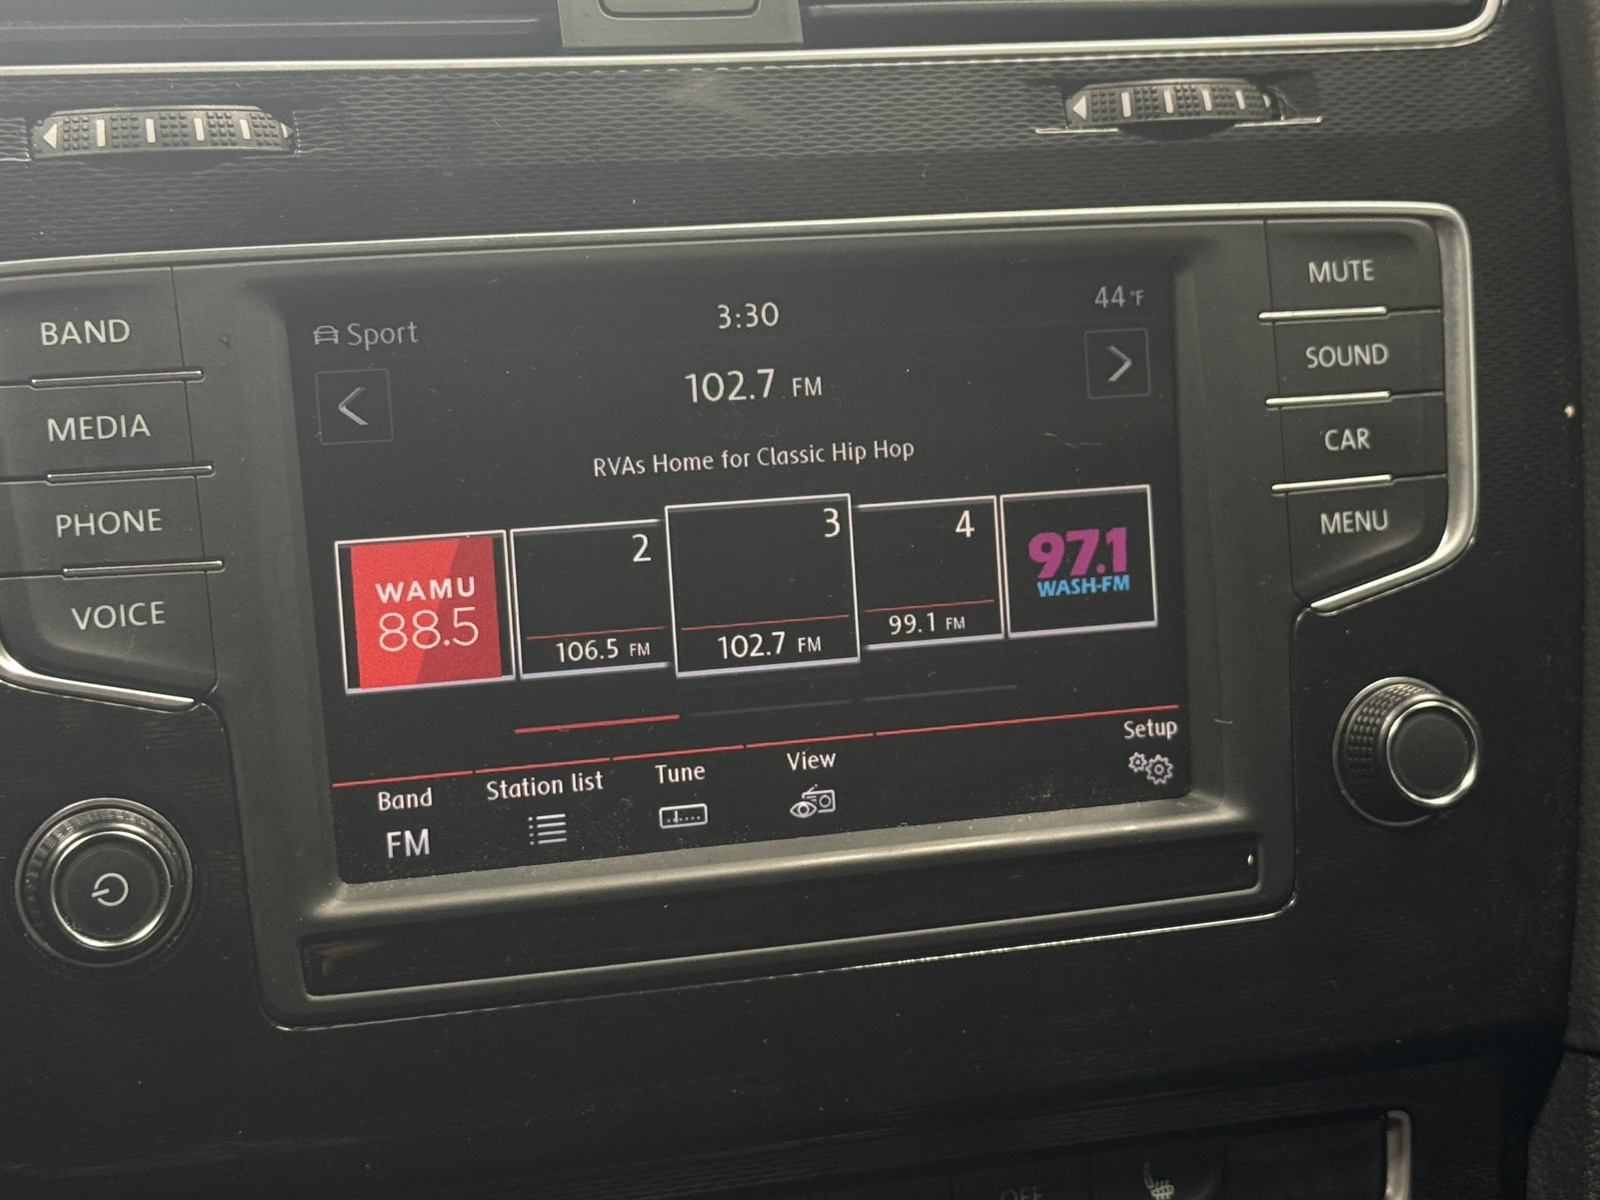 BAND
MEDIA
PHONE
VOICE
Sport
3:30
44°F
102.7 FM
RVAs Home for Classic Hip Hop
WAMU
88.5
2
106.5 FM
3
102.7 FM
4
99.1 FM
97.1
WASH-FM
Band
FM
Station list
Tune
View
Setup
MUTE
SOUND
CAR
MENU
OFF